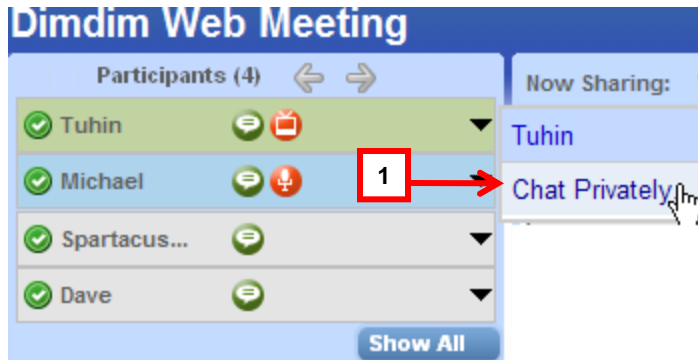 Dimdim Web Meeting
Participants (4)
Now Sharing:
Tuhin
Tuhin
Michael
1
Chat Privately
Spartacus...
Dave
Show All